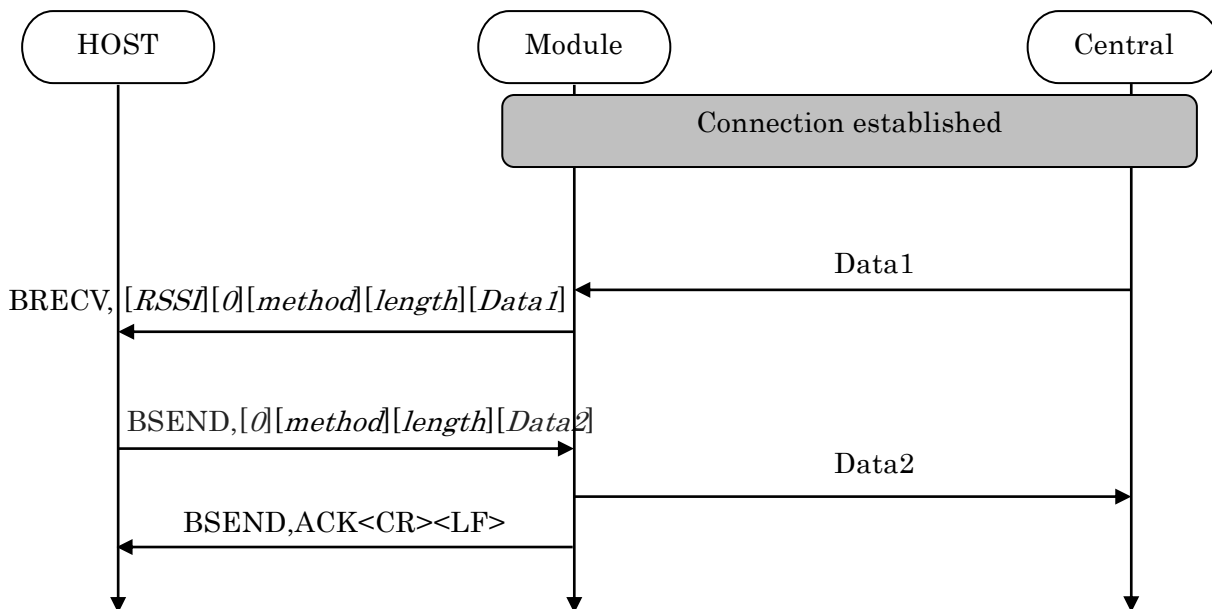 HOST
Module
Central
Connection established
Data1
BRECV, [RSSI][0][method][length][Data1]
BSEND,[0][method][length][Data2]
Data2
BSEND,ACK<CR><LF>